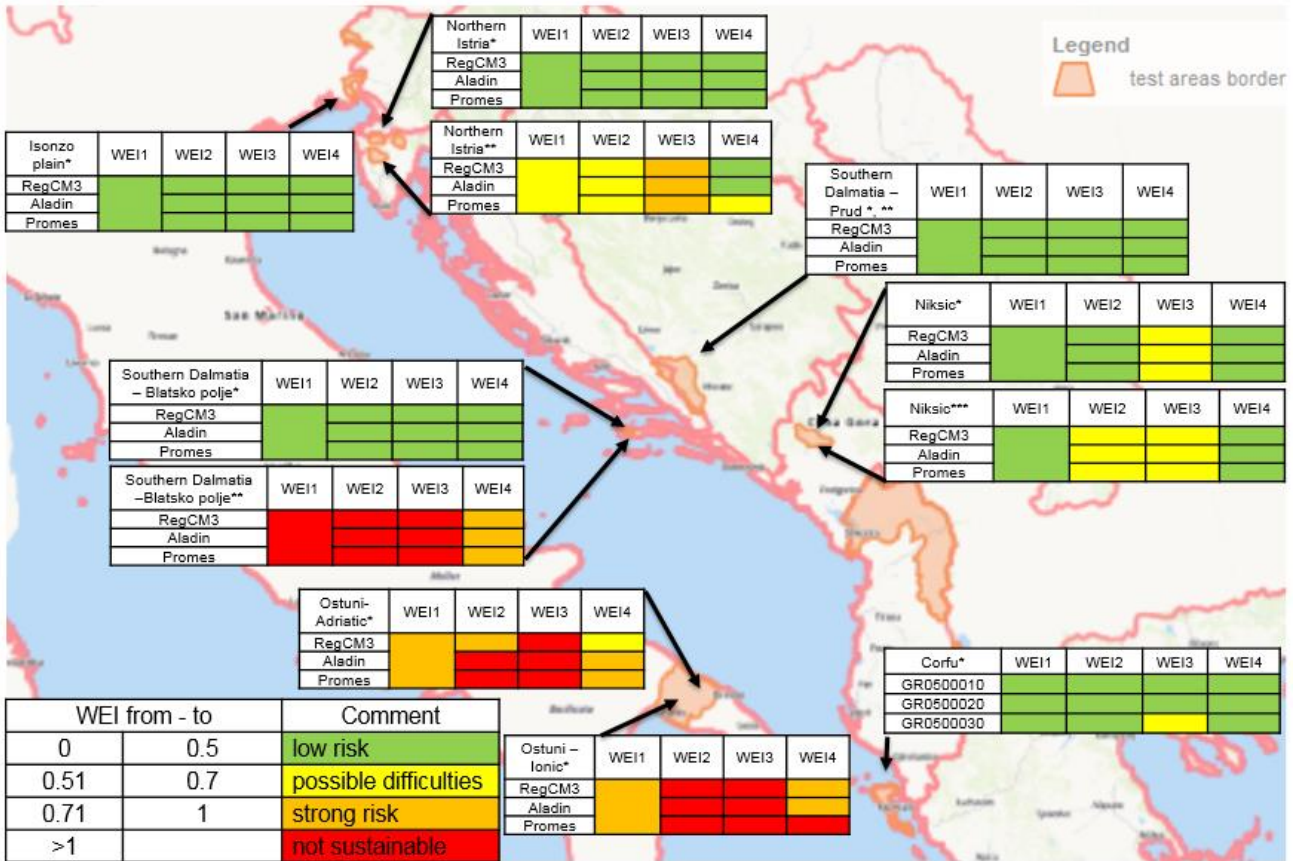 Northern
Istria*
WEI1 WEI2 WEI3 WEI4
RegCM3
Aladin
Promes
Legend
test areas border
Northern
Istria**
WEI1 WEI2 WEI3 WEI4
RegCM3
Aladin
Promes
Isonzo
plain*
WEI1 WEI2 WEI3 WEI4
RegCM3
Aladin
Promes
Southern
Dalmatia –
Prud *, **
WEI1 WEI2 WEI3 WEI4
RegCM3
Aladin
Promes
San Marino
Niksic* WEI1 WEI2 WEI3 WEI4
RegCM3
Aladin
Promes
Southern Dalmatia
– Blatsko polje*
WEI1 WEI2 WEI3 WEI4
RegCM3
Aladin
Promes
Niksic*** WEI1 WEI2 WEI3 WEI4
RegCM3
Aladin
Promes
Gora
Southern Dalmatia
–Blatsko polje**
WEI1 WEI2 WEI3 WEI4
RegCM3
Aladin
Promes
Ostuni-
Adriatic*
WEI1 WEI2 WEI3 WEI4
RegCM3
Aladin
Promes
Corfu* WEI1 WEI2 WEI3 WEI4
GR0500010
GR0500020
GR0500030
WEI from - to Comment
0 0.5 low risk
0.51 0.7 possible difficulties
0.71 1 strong risk
>1 not sustainable
Ostuni –
Ionic*
WEI1 WEI2 WEI3 WEI4
RegCM3
Aladin
Promes